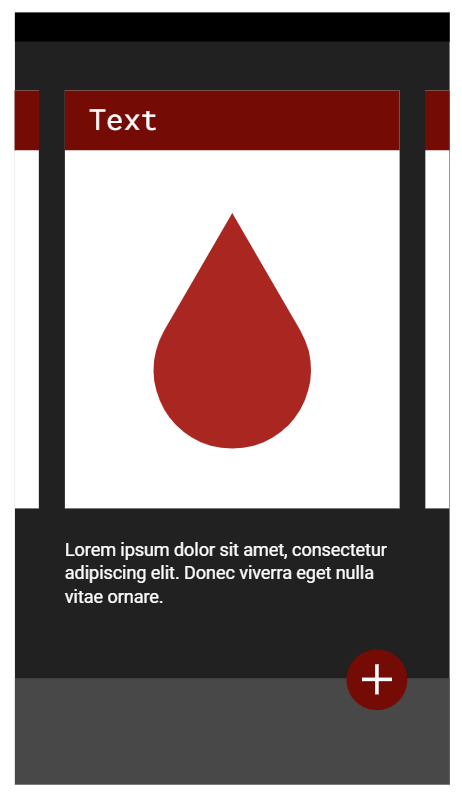 Text
Lorem ipsum dolor sit amet, consectetur
adipiscing elit. Donec viverra eget nulla
vitae ornare.